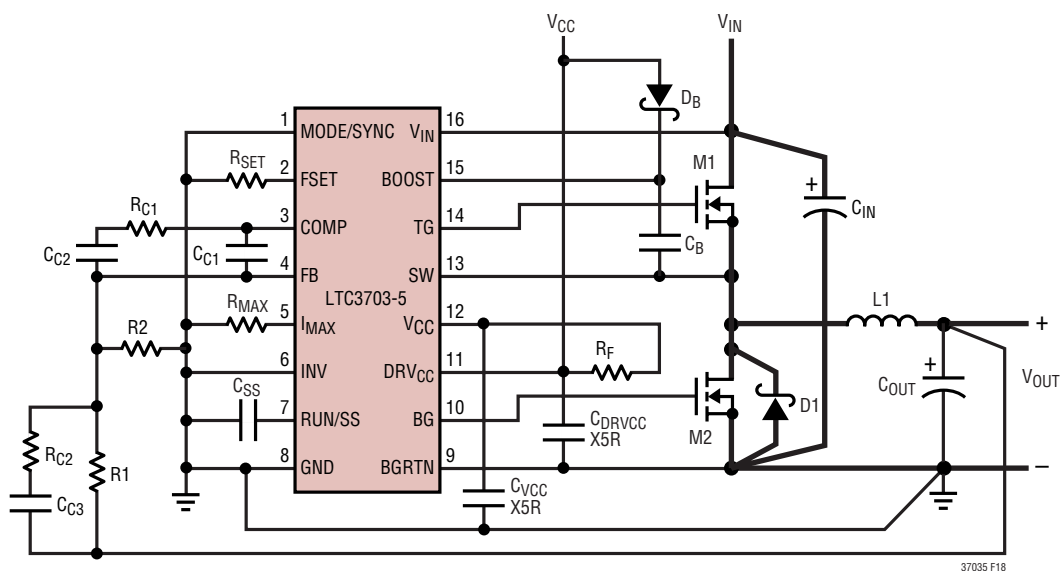 VCC
VIN
DB
1 MODE/SYNC VIN 16
RSET
2 FSET BOOST 15
M1
RC1
3 COMP TG 14
+
CIN
CC2
CC1
CB
4 FB SW 13
LTC3703-5
L1
RMAX
5 IMAX VCC 12
+
R2
RF
6 INV DRVCC 11
+
COUT
VOUT
CSS
D1
7 RUN/SS BG 10
M2
CDRVCC
X5R
RC2
R1
8 GND BGRTN 9
−
CC3
CVCC
X5R
37035 F18